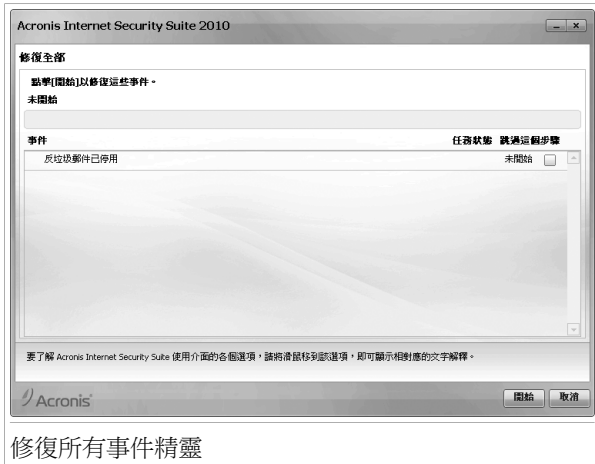 Acronis Internet Security Suite 2010
修復全部
點擊[開始]以修復這些事件。
未開始
事件 任務狀態 跳過這個步驟
反垃圾郵件已停用 未開始
要了解 Acronis Internet Security Suite 使用介面的各個選項，請將滑鼠移到該選項，即可顯示相對應的文字解釋。
Acronis
開始 取消
修復所有事件精靈